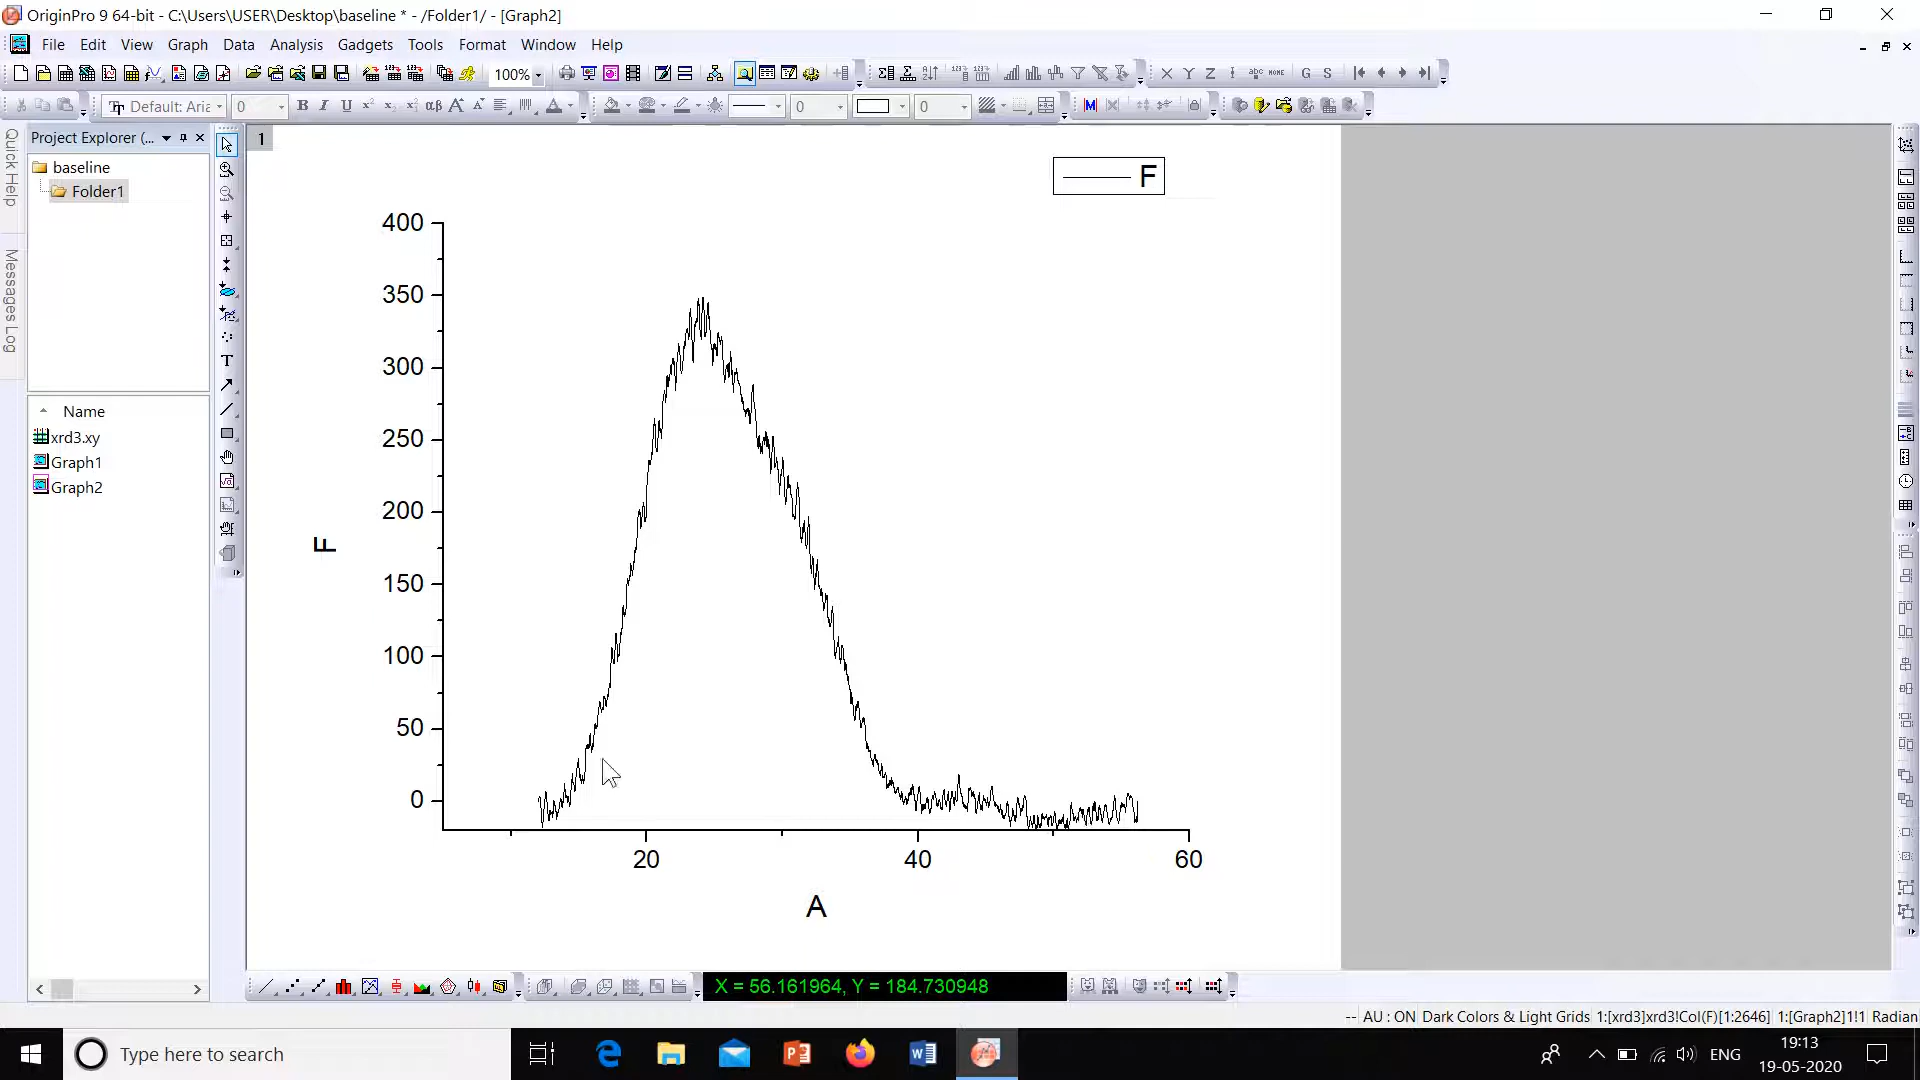 OriginPro 9 64-bit - C:\Users\USER\Desktop\baseline * - /Folder1/ - [Graph2]
File Edit View Graph Data Analysis Gadgets Tools Format Window Help
100%
Default: Aria 0 B I U αβ A A 0 0
Project Explorer (...
Quick Help
Messages Log
baseline
Folder1
Name
xrd3.xy
Graph1
Graph2
1
F
400
350
300
250
200
150
100
50
0
F
20 40 60
A
X = 56.161964, Y = 184.730948
-- AU : ON Dark Colors & Light Grids 1:[xrd3]xrd3!Col(F)[1:2646] 1:[Graph2]1!1 Radian
Type here to search
ENG
19:13
19-05-2020